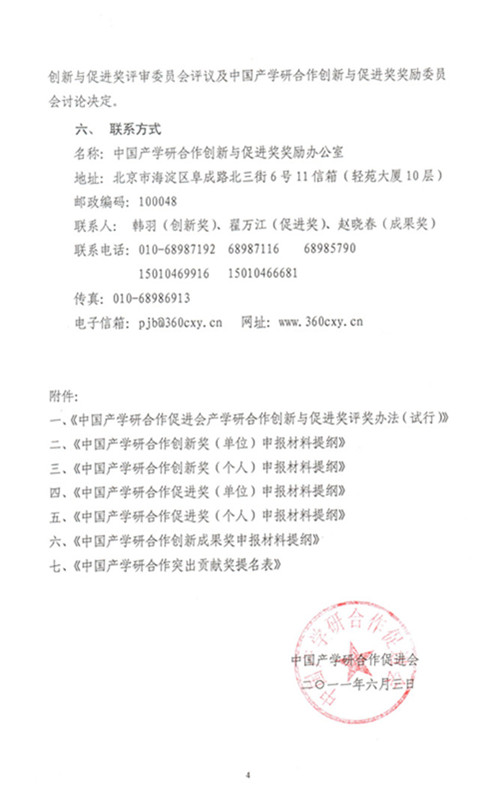 创新与促进奖评审委员会评议及中国产学研合作创新与促进奖奖励委员
会讨论决定。
六、 联系方式
名称：中国产学研合作创新与促进奖奖励办公室
地址：北京市海淀区阜成路北三街6号11信箱（轻苑大厦10层）
邮政编码：100048
联系人： 韩羽（创新奖）、翟万江（促进奖）、赵晓春（成果奖）
联系电话：010-68987192 68987116 68985790
15010469916 15010466681
传真：010-68986913
电子信箱：pjb@360cxy.cn 网址：www.360cxy.cn
附件：
一、《中国产学研合作促进会产学研合作创新与促进奖评奖办法（试行）》
二、《中国产学研合作创新奖（单位）申报材料提纲》
三、《中国产学研合作创新奖（个人）申报材料提纲》
四、《中国产学研合作促进奖（单位）申报材料提纲》
五、《中国产学研合作促进奖（个人）申报材料提纲》
六、《中国产学研合作创新成果奖申报材料提纲》
七、《中国产学研合作突出贡献奖提名表》
中国产学研合作促进会
中国产学研合作促进会
二〇一一年六月三日
4